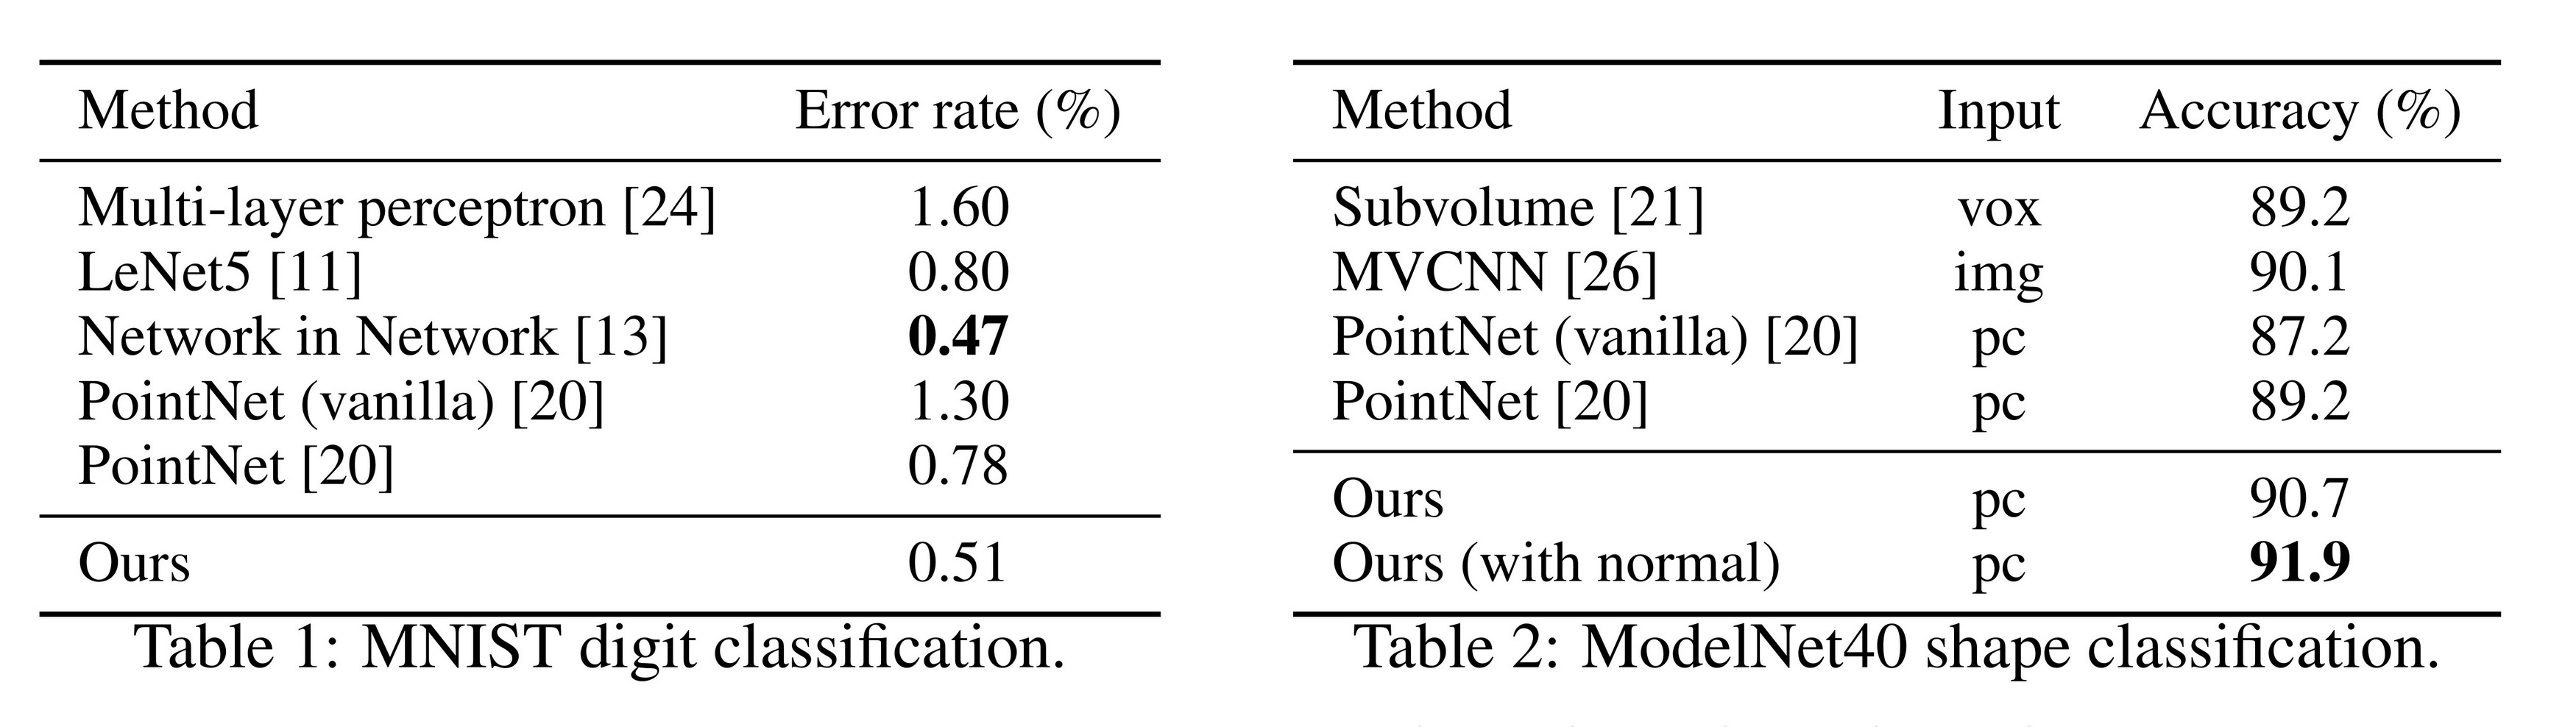 Method Error rate (%)
Multi-layer perceptron [24] 1.60
LeNet5 [11] 0.80
Network in Network [13] 0.47
PointNet (vanilla) [20] 1.30
PointNet [20] 0.78
Ours 0.51
Table 1: MNIST digit classification.
Method Input Accuracy (%)
Subvolume [21] vox 89.2
MVCNN [26] img 90.1
PointNet (vanilla) [20] pc 87.2
PointNet [20] pc 89.2
Ours pc 90.7
Ours (with normal) pc 91.9
Table 2: ModelNet40 shape classification.